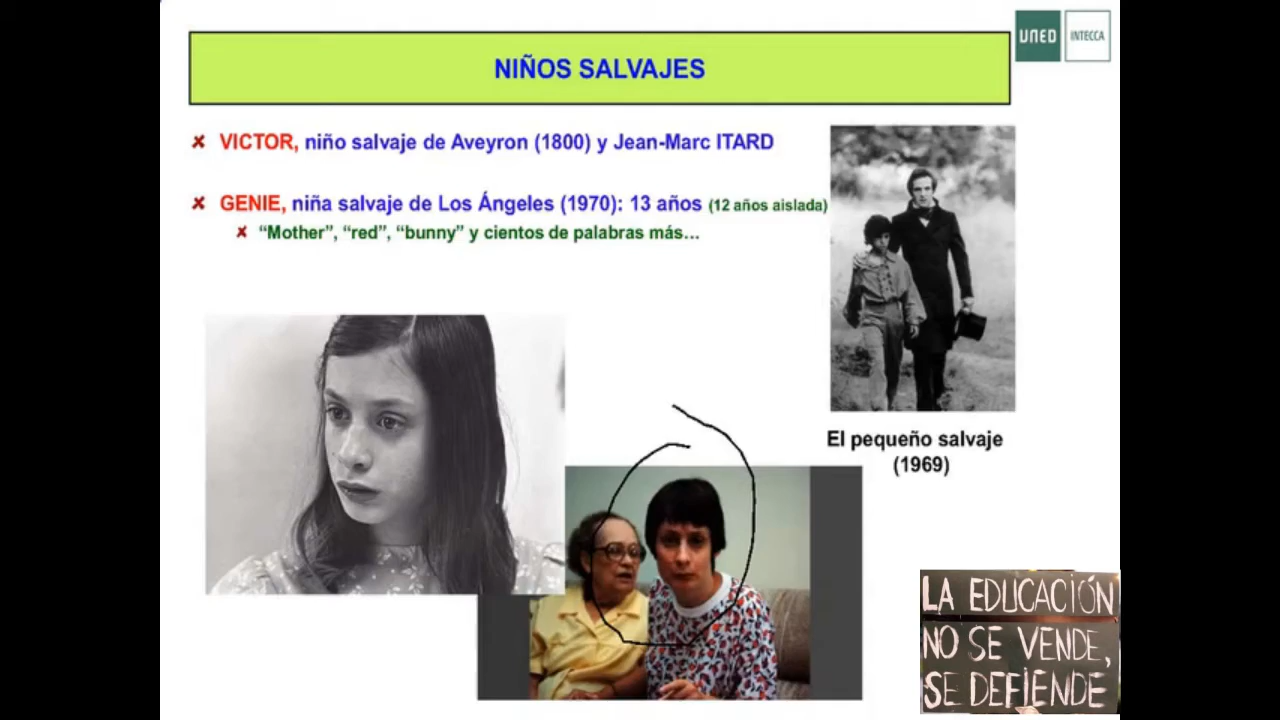 UNED
INTECCA
NIÑOS SALVAJES
VICTOR, niño salvaje de Aveyron (1800) y Jean-Marc ITARD
GENIE, niña salvaje de Los Ángeles (1970): 13 años (12 años aislada)
“Mother”, “red”, “bunny” y cientos de palabras más...
El pequeño salvaje
(1969)
LA EDUCACIÓN
NO SE VENDE,
SE DEFIENDE